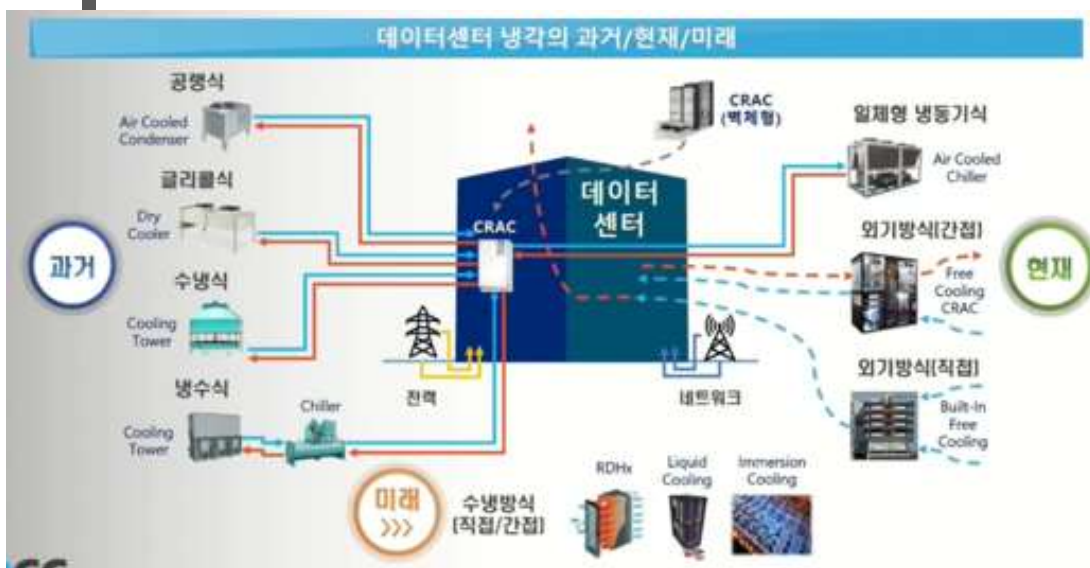 데이터센터 냉각의 과거/현재/미래
공랭식
Air Cooled
Condenser
글리콜식
Dry
Cooler
과거
수냉식
Cooling
Tower
냉수식
Cooling
Tower
Chiller
CRAC
(벽체형)
데이터
센터
CRAC
전력
네트워크
일체형 냉동기식
Air Cooled
Chiller
외기방식(간접)
Free
Cooling
CRAC
현재
외기방식(직접)
Built-In
Free
Cooling
미래
>>>
수냉방식
(직접/간접)
RDHx
Liquid
Cooling
Immersion
Cooling